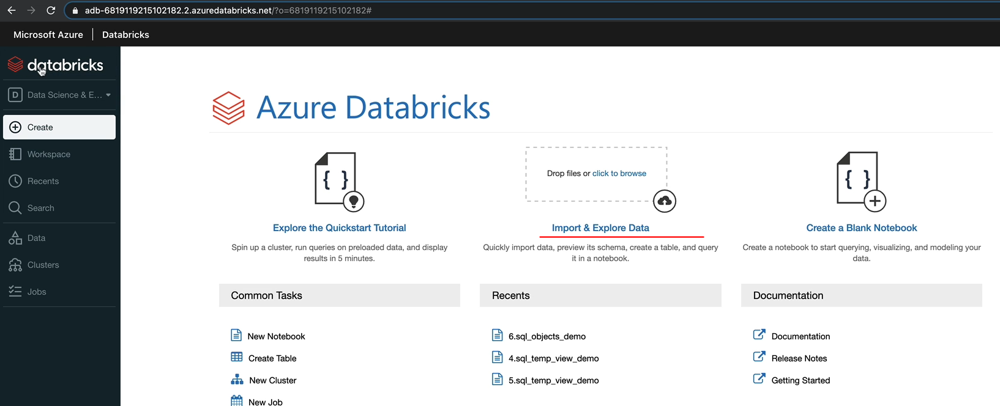 adb-6819119215102182.2.azuredatabricks.net/?o=6819119215102182#
Microsoft Azure | Databricks
databricks
D Data Science & E...
Create
Workspace
Recents
Search
Data
Clusters
Jobs
Azure Databricks
{ }
Explore the Quickstart Tutorial
Spin up a cluster, run queries on preloaded data, and display
results in 5 minutes.
Drop files or click to browse
Import & Explore Data
Quickly import data, preview its schema, create a table, and query
it in a notebook.
{ }
Create a Blank Notebook
Create a notebook to start querying, visualizing, and modeling your
data.
Common Tasks
New Notebook
Create Table
New Cluster
New Job
Recents
6.sql_objects_demo
4.sql_temp_view_demo
5.sql_temp_view_demo
Documentation
Documentation
Release Notes
Getting Started